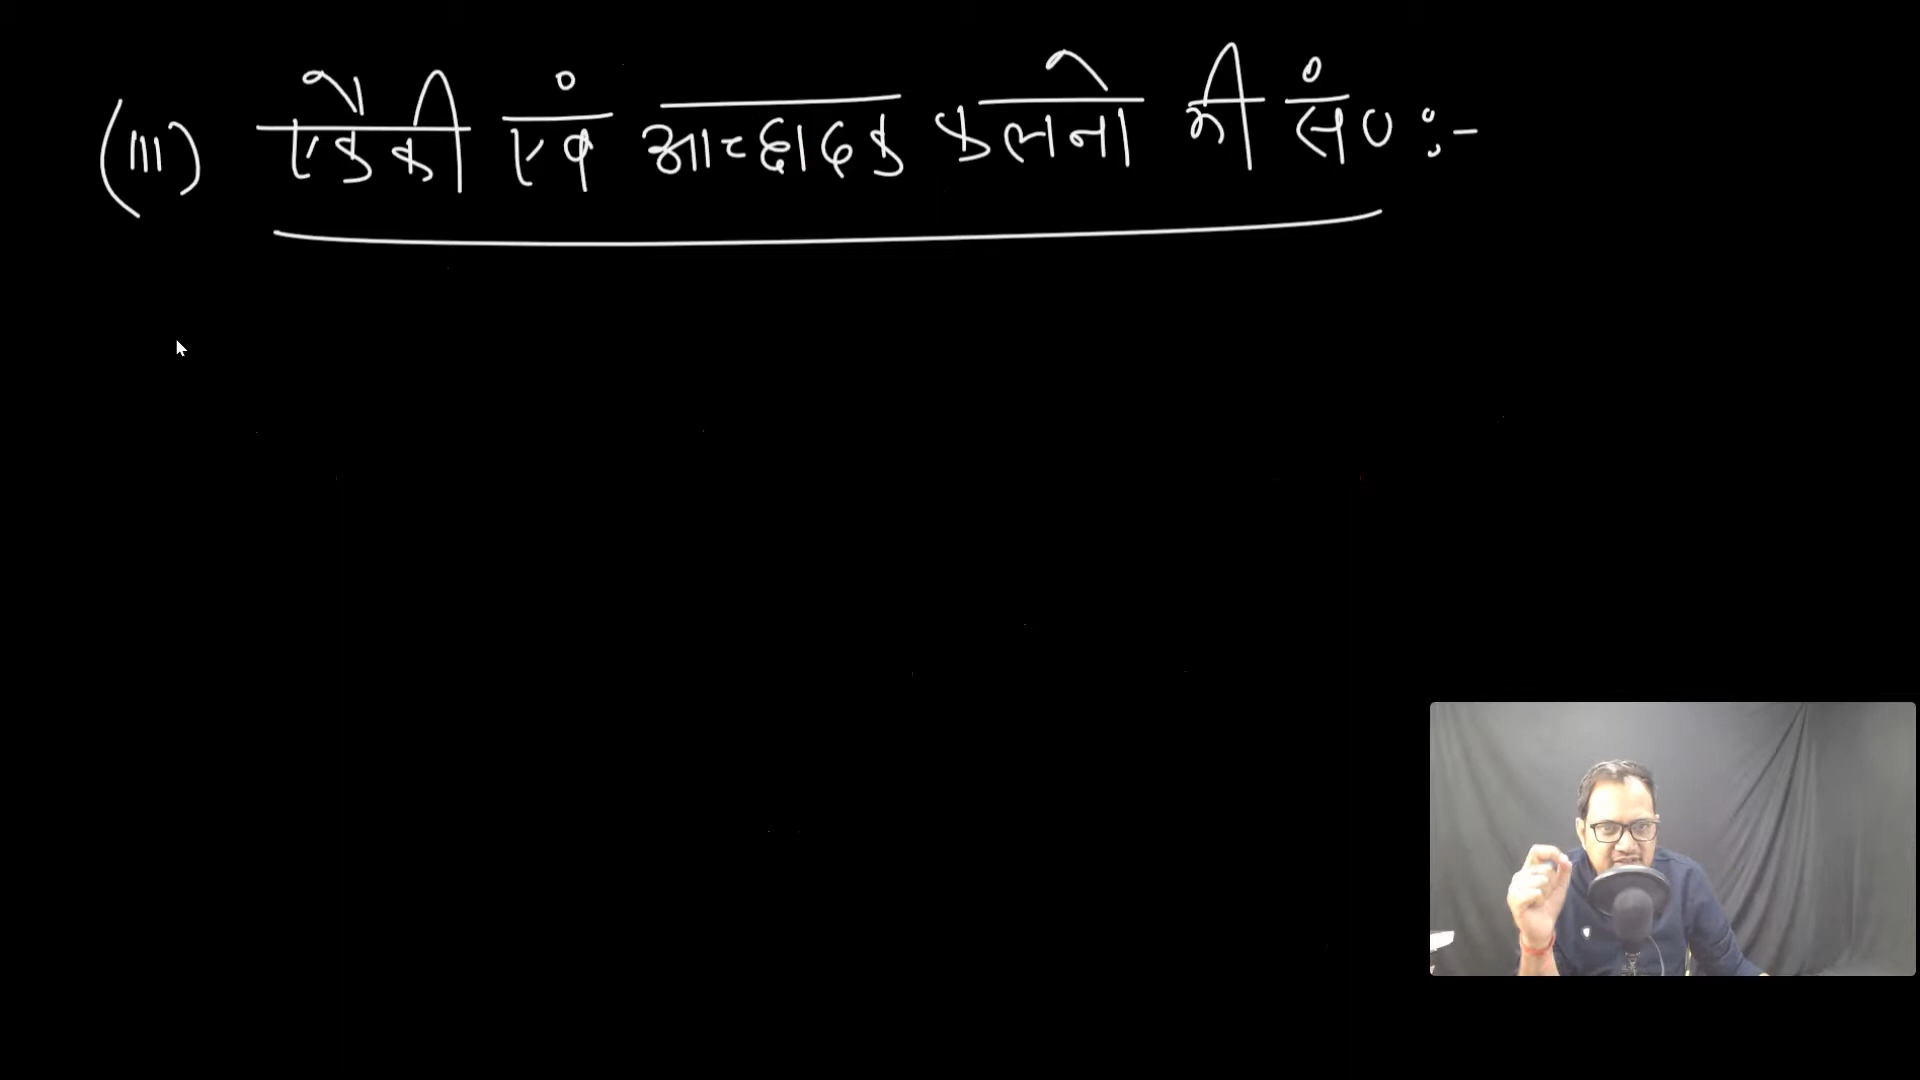 (III) एकैकी एवं आच्छादक फलनों की सं० :-